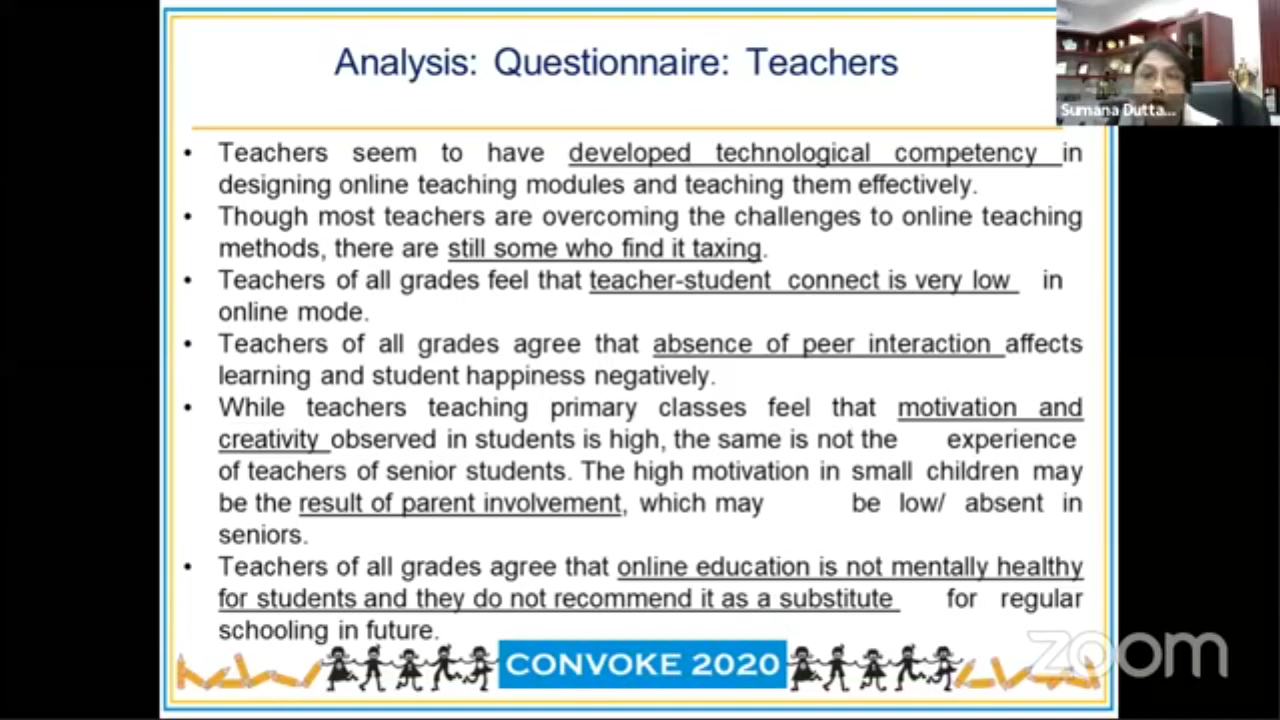 Analysis: Questionnaire: Teachers
Sumana Dutta...
• Teachers seem to have developed technological competency in
designing online teaching modules and teaching them effectively.
• Though most teachers are overcoming the challenges to online teaching
methods, there are still some who find it taxing.
• Teachers of all grades feel that teacher-student connect is very low in
online mode.
• Teachers of all grades agree that absence of peer interaction affects
learning and student happiness negatively.
• While teachers teaching primary classes feel that motivation and
creativity observed in students is high, the same is not the experience
of teachers of senior students. The high motivation in small children may
be the result of parent involvement, which may be low/ absent in
seniors.
• Teachers of all grades agree that online education is not mentally healthy
for students and they do not recommend it as a substitute for regular
schooling in future.
CONVOKE 2020
zoom